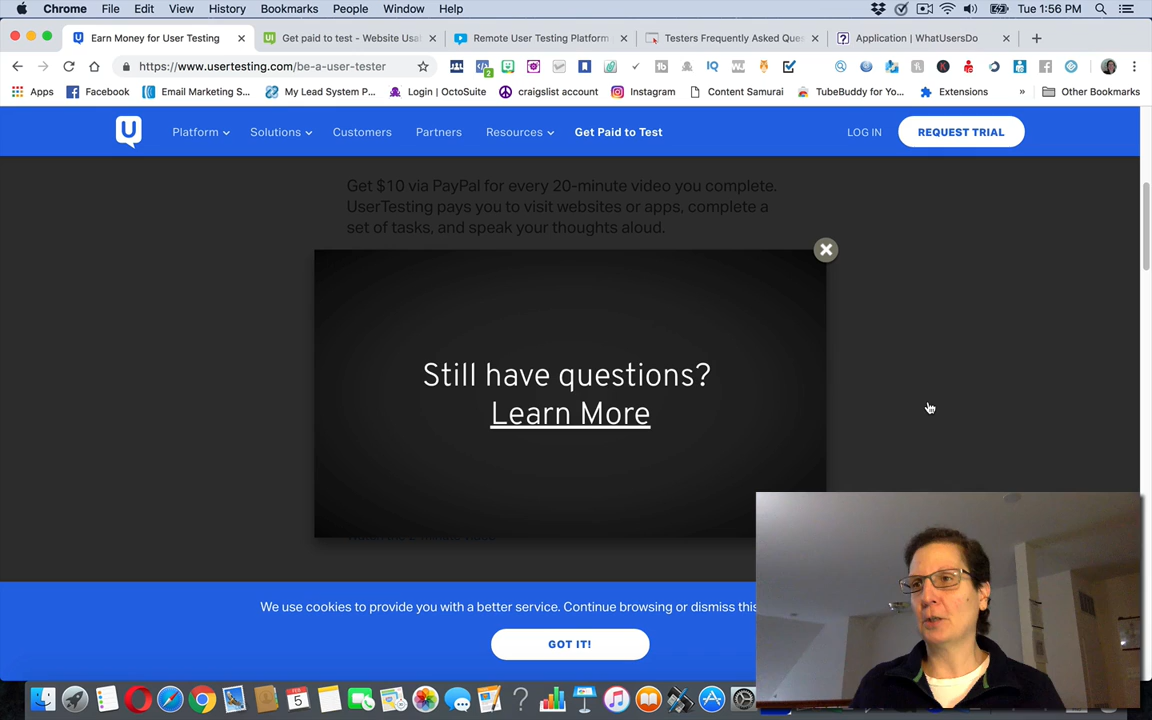 Chrome File Edit View History Bookmarks People Window Help Tue 1:56 PM
Earn Money for User Testing Get paid to test - Website Usa Remote User Testing Platform Testers Frequently Asked Ques Application | WhatUsersDo
https://www.usertesting.com/be-a-user-tester
Apps Facebook Email Marketing S... My Lead System P... Login | OctoSuite craigslist account Instagram Content Samurai TubeBuddy for Yo... Extensions » Other Bookmarks
Platform Solutions Customers Partners Resources Get Paid to Test LOG IN REQUEST TRIAL
Get $10 via PayPal for every 20-minute video you complete.
UserTesting pays you to visit websites or apps, complete a
set of tasks, and speak your thoughts aloud.
Still have questions?
Learn More
We use cookies to provide you with a better service. Continue browsing or dismiss this
GOT IT!